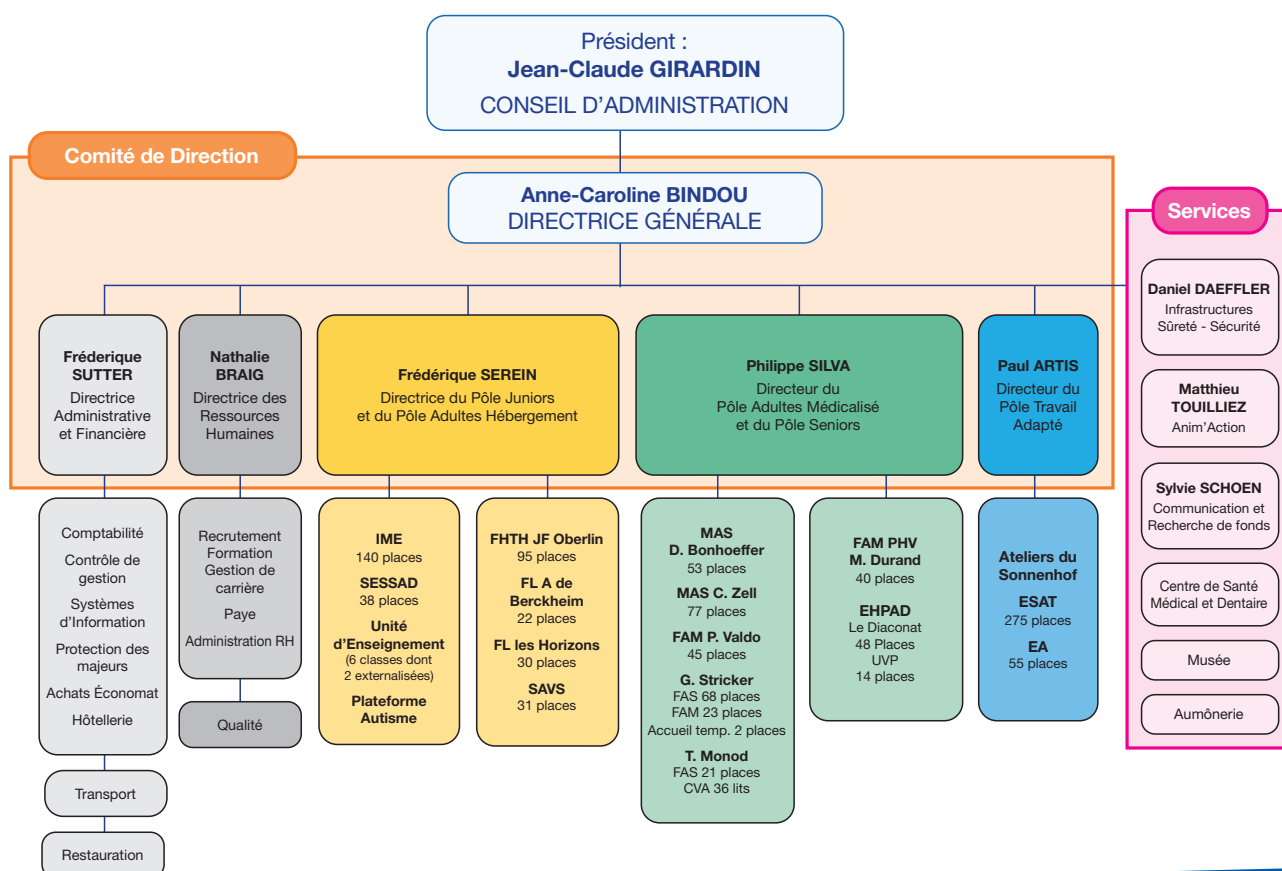 Président :
Jean-Claude GIRARDIN
CONSEIL D'ADMINISTRATION
Comité de Direction
Anne-Caroline BINDOU
DIRECTRICE GÉNÉRALE
Services
Fréderique
SUTTER
Directrice
Administrative
et Financière
Nathalie
BRAIG
Directrice des
Ressources
Humaines
Frédérique SEREIN
Directrice du Pôle Juniors
et du Pôle Adultes Hébergement
Philippe SILVA
Directeur du
Pôle Adultes Médicalisé
et du Pôle Seniors
Paul ARTIS
Directeur du
Pôle Travail
Adapté
Daniel DAEFFLER
Infrastructures
Sûreté - Sécurité
Matthieu
TOUILLIEZ
Anim'Action
Sylvie SCHOEN
Communication et
Recherche de fonds
Centre de Santé
Médical et Dentaire
Musée
Aumônerie
Comptabilité
Contrôle de
gestion
Systèmes
d'Information
Protection des
majeurs
Achats Économat
Hôtellerie
Transport
Restauration
Recrutement
Formation
Gestion de
carrière
Paye
Administration RH
Qualité
IME
140 places
SESSAD
38 places
Unité
d'Enseignement
(6 classes dont
2 externalisées)
Plateforme
Autisme
FHTH JF Oberlin
95 places
FL A de
Berckheim
22 places
FL les Horizons
30 places
SAVS
31 places
MAS
D. Bonhoeffer
53 places
MAS C. Zell
77 places
FAM P. Valdo
45 places
G. Stricker
FAS 68 places
FAM 23 places
Accueil temp. 2 places
T. Monod
FAS 21 places
CVA 36 lits
FAM PHV
M. Durand
40 places
EHPAD
Le Diaconat
48 Places
UVP
14 places
Ateliers du
Sonnenhof
ESAT
275 places
EA
55 places